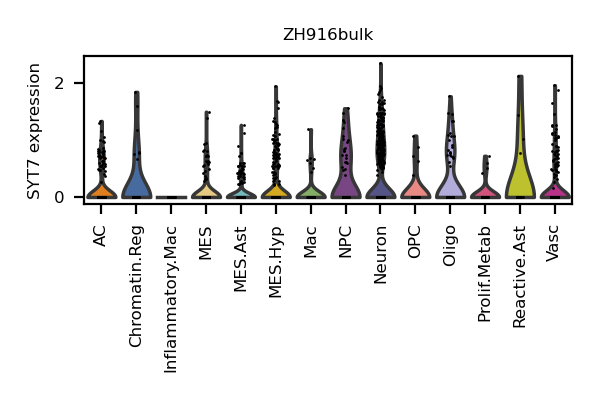 ZH916bulk
SYT7 expression
2
0
AC
Chromatin.Reg
Inflammatory.Mac
MES
MES.Ast
MES.Hyp
Mac
NPC
Neuron
OPC
Oligo
Prolif.Metab
Reactive.Ast
Vasc